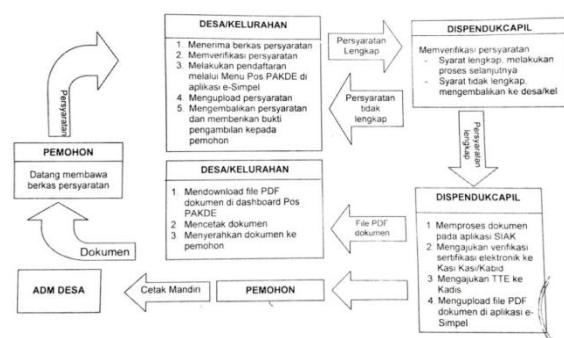 DESA/KELURAHAN
1. Menerima berkas persyaratan
2. Memverifikasi persyaratan
3. Melakukan pendaftaran
melalui Menu Pos PAKDE di
aplikasi e-Simpel
4. Mengupload persyaratan
5. Mengembalikan persyaratan
dan memberikan bukti
pengambilan kepada
pemohon
Persyaratan
Lengkap
Persyaratan
tidak
lengkap
DISPENDUKCAPIL
Memverifikasi persyaratan
- Syarat lengkap, melakukan
proses selanjutnya
- Syarat tidak lengkap,
mengembalikan ke desa/kel
Persyaratan
PEMOHON
Datang membawa
berkas persyaratan
Persyaratan
lengkap
DESA/KELURAHAN
1. Mendownload file PDF
dokumen di dashboard Pos
PAKDE
2. Mencetak dokumen
3. Menyerahkan dokumen ke
pemohon
File PDF
dokumen
DISPENDUKCAPIL
1 Memproses dokumen
pada aplikasi SIAK
2 Mengajukan verifikasi
sertifikasi elektronik ke
Kasi Kasi/Kabid
3 Mengajukan TTE ke
Kadis
4 Mengupload file PDF
dokumen di aplikasi e-
Simpel
Dokumen
ADM DESA
Cetak Mandiri
PEMOHON